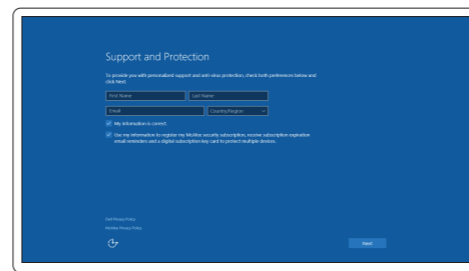 Support and Protection
To provide you with personalized support and anti-virus protection, check both preferences below and
click Next.
First Name
Last Name
Email
Country/Region
My information is correct.
Use my information to register my McAfee security subscription, receive subscription expiration
email reminders and a digital subscription key card to protect multiple devices.
Dell Privacy Policy
McAfee Privacy Policy
Next